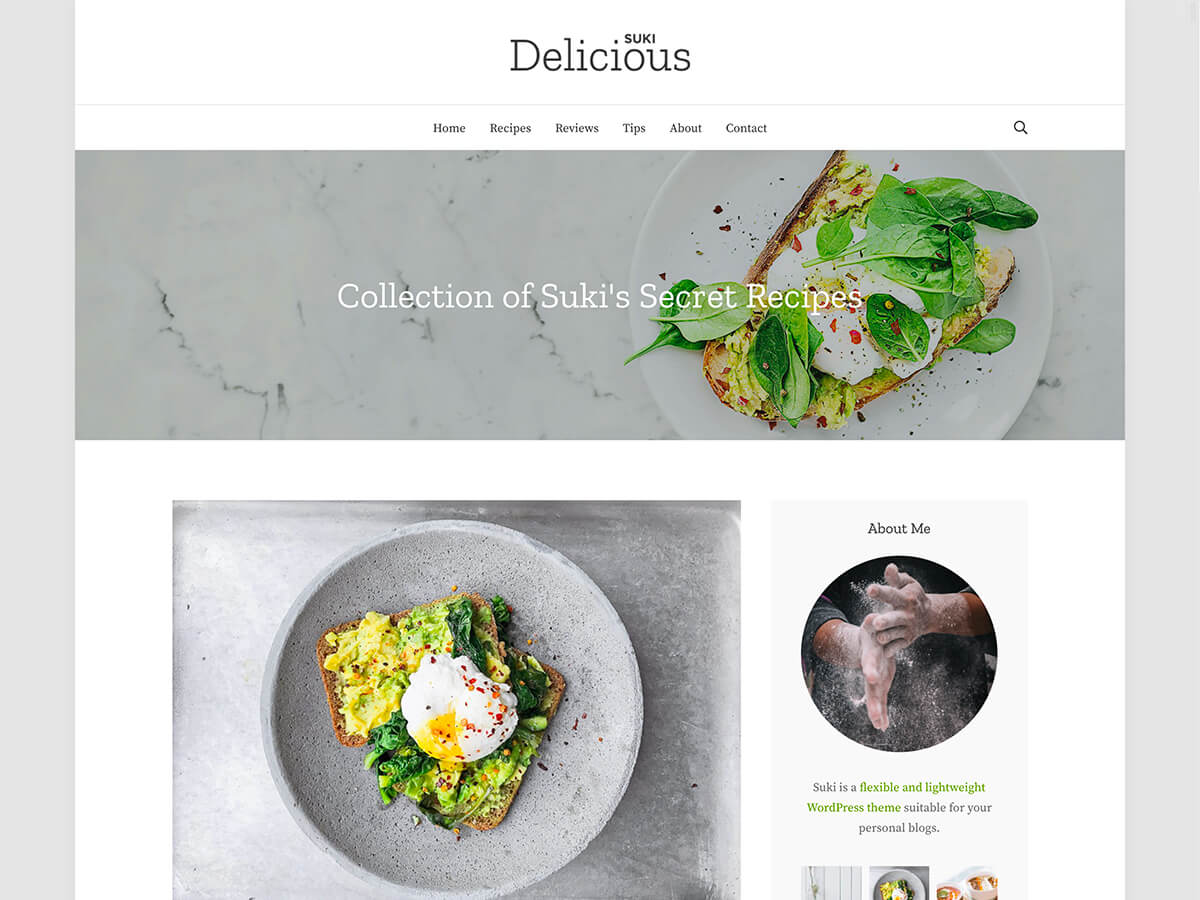 SUKI
Delicious
Home Recipes Reviews Tips About Contact
Collection of Suki's Secret Recipes
About Me
Suki is a flexible and lightweight
WordPress theme suitable for your
personal blogs.